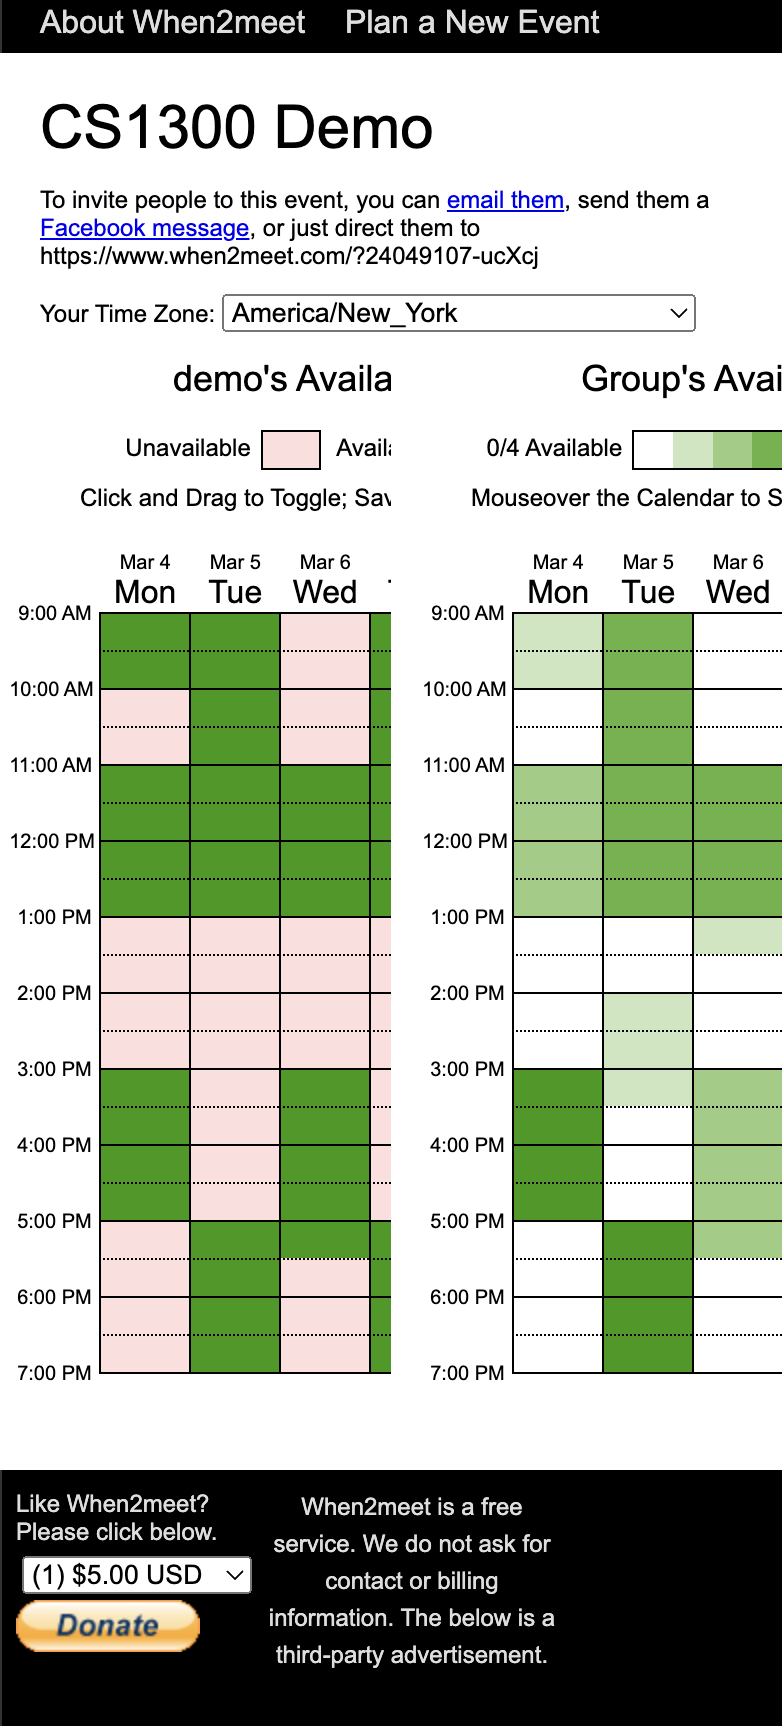 About When2meet Plan a New Event
CS1300 Demo
To invite people to this event, you can email them, send them a
Facebook message, or just direct them to
https://www.when2meet.com/?24049107-ucXcj
Your Time Zone: America/New_York
demo's Availa
Unavailable Availa
Click and Drag to Toggle; Sav
Mar 4 Mar 5 Mar 6
Mon Tue Wed
9:00 AM
10:00 AM
11:00 AM
12:00 PM
1:00 PM
2:00 PM
3:00 PM
4:00 PM
5:00 PM
6:00 PM
7:00 PM
Group's Avai
0/4 Available
Mouseover the Calendar to S
Mar 4 Mar 5 Mar 6
Mon Tue Wed
9:00 AM
10:00 AM
11:00 AM
12:00 PM
1:00 PM
2:00 PM
3:00 PM
4:00 PM
5:00 PM
6:00 PM
7:00 PM
Like When2meet?
Please click below.
(1) $5.00 USD
Donate
When2meet is a free
service. We do not ask for
contact or billing
information. The below is a
third-party advertisement.